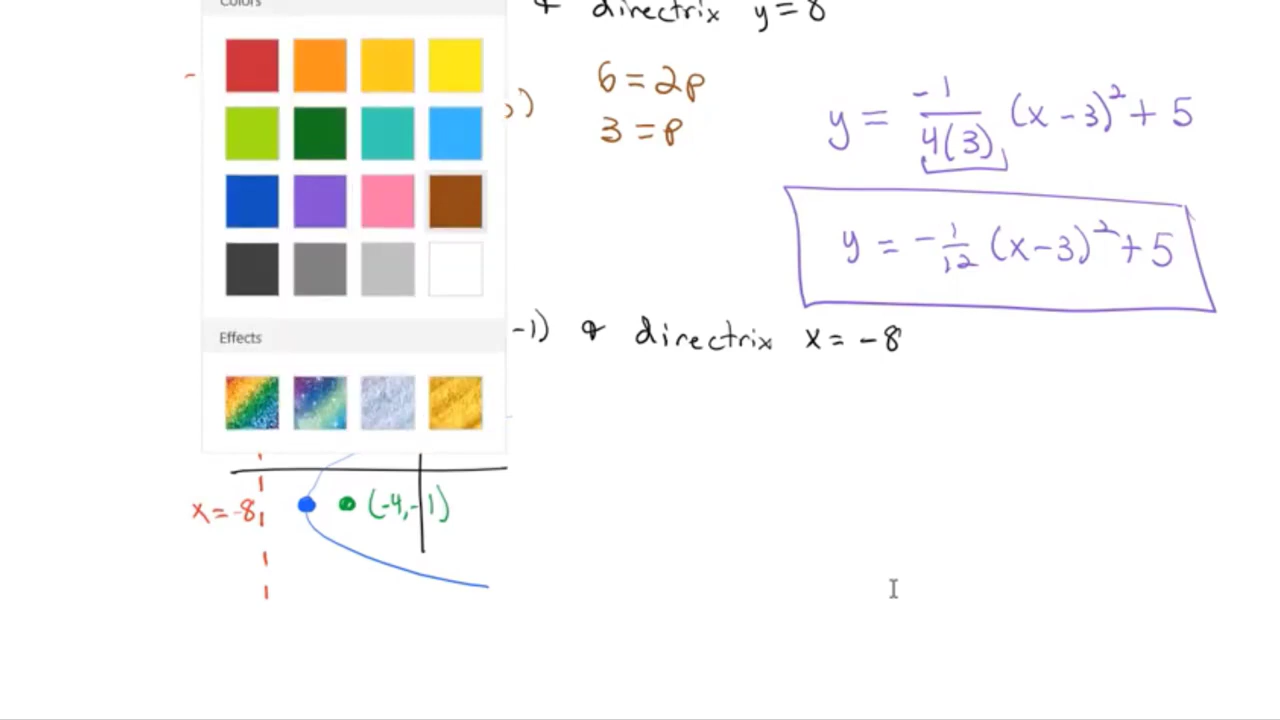 Colors
& directrix y = 8
6 = 2p
3 = p
y = -1/4(3) (x - 3)² + 5
y = - 1/12 (x - 3)² + 5
-1) & directrix x = - 8
Effects
x = -8
(-4, -1)